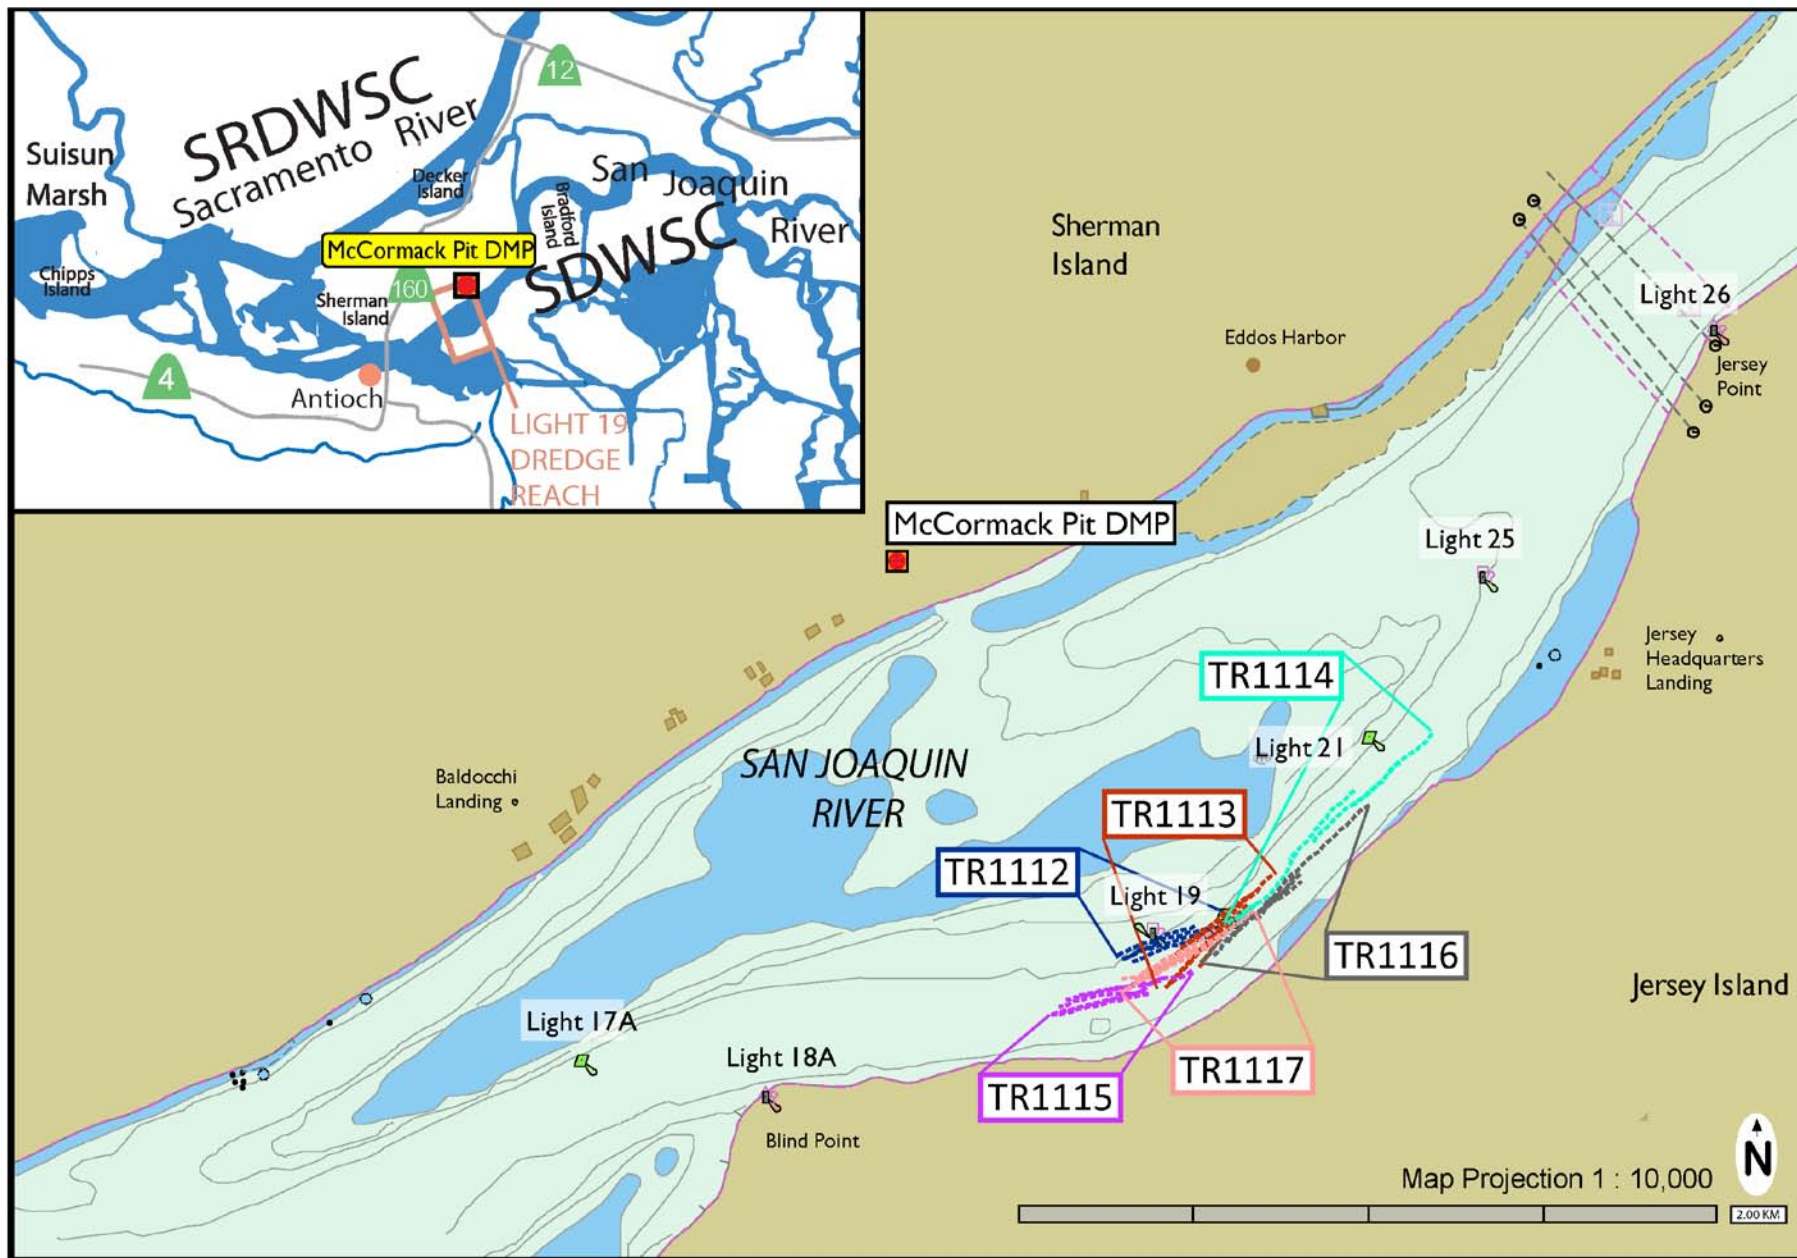 12
SRDWSC
Sacramento River
Suisun
Marsh
Decker
Island
San Joaquin
River
Bradford
Island
SDWSC
McCormack Pit DMP
Chipps
Island
160
Sherman
Island
4
Antioch
LIGHT 19
DREDGE
REACH
Sherman
Island
Light 26
Eddos Harbor
Jersey
Point
McCormack Pit DMP
Light 25
Jersey
Headquarters
Landing
TR1114
Light 21
SAN JOAQUIN
RIVER
Baldocchi
Landing
TR1113
TR1112
Light 19
TR1116
Jersey Island
Light 17A
Light 18A
TR1117
TR1115
Blind Point
N
Map Projection 1 : 10,000
2.00 KM